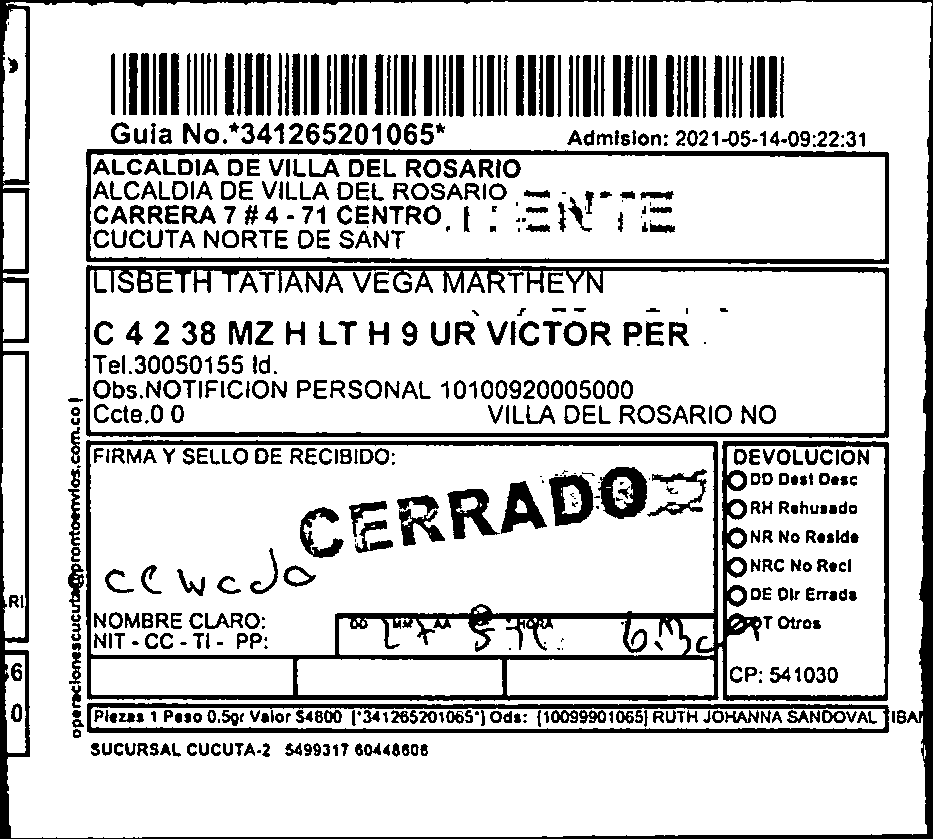 Guia No.*341265201065*
Admision: 2021-05-14-09:22:31
ALCALDIA DE VILLA DEL ROSARIO
ALCALDIA DE VILLA DEL ROSARIO
CARRERA 7 # 4 - 71 CENTRO
CUCUTA NORTE DE SANT
LISBETH TATIANA VEGA MARTHEYN
C 4 2 38 MZ H LT H 9 UR VICTOR PER
Tel.30050155 Id.
Obs.NOTIFICION PERSONAL 10100920005000
Ccte.0 0 VILLA DEL ROSARIO NO
operacionescucuta@prontoenvios.com.co
FIRMA Y SELLO DE RECIBIDO:
CERRADO
NOMBRE CLARO:
NIT - CC - TI - PP:
DD MM AA HORA
DEVOLUCION
DD Dest Desc
RH Rehusado
NR No Reside
NRC No Recl
DE Dir Errada
OT Otros
CP: 541030
Piezas 1 Peso 0.5gr Valor $4800 [*341265201065*] Ods: [10099901065] RUTH JOHANNA SANDOVAL
SUCURSAL CUCUTA-2 5499317 60448606